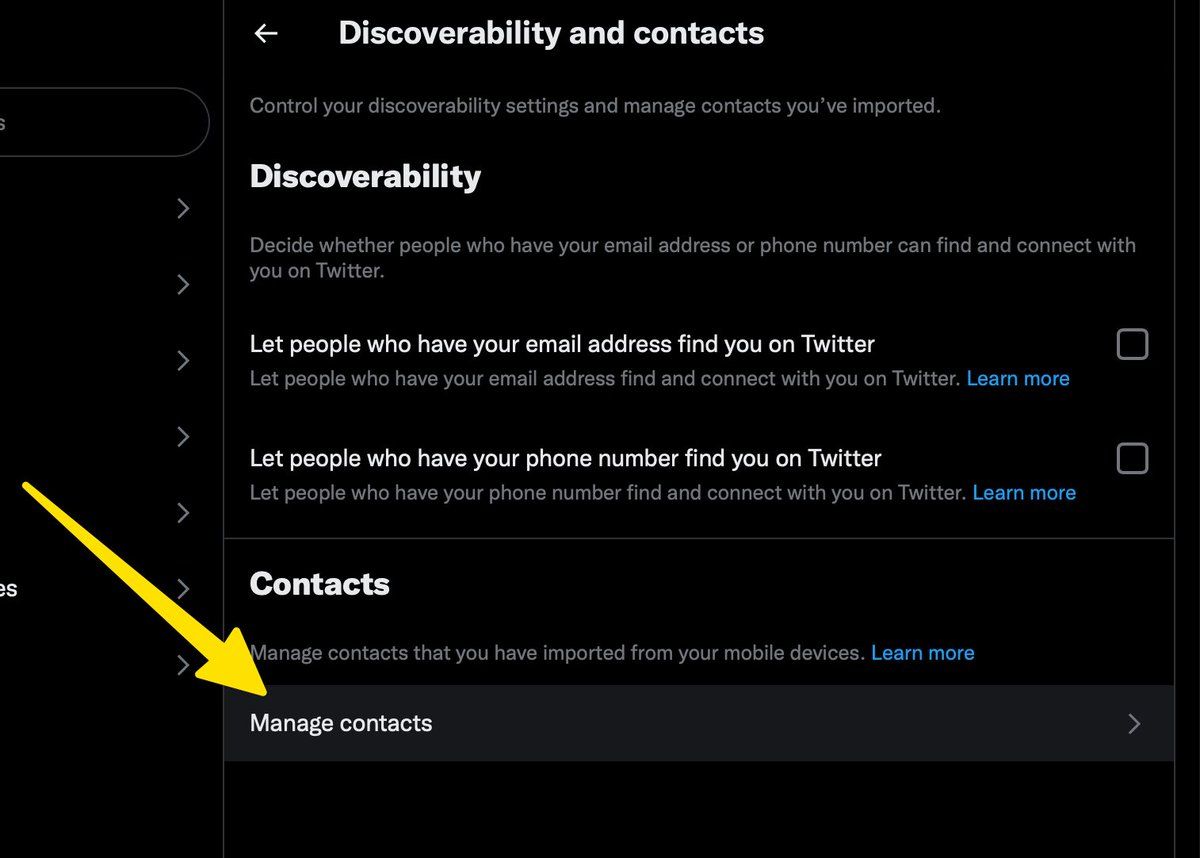 Discoverability and contacts
Control your discoverability settings and manage contacts you’ve imported.
s
Discoverability
Decide whether people who have your email address or phone number can find and connect with
you on Twitter.
Let people who have your email address find you on Twitter
Let people who have your email address find and connect with you on Twitter. Learn more
Let people who have your phone number find you on Twitter
Let people who have your phone number find and connect with you on Twitter. Learn more
Contacts
es
Manage contacts that you have imported from your mobile devices. Learn more
Manage contacts